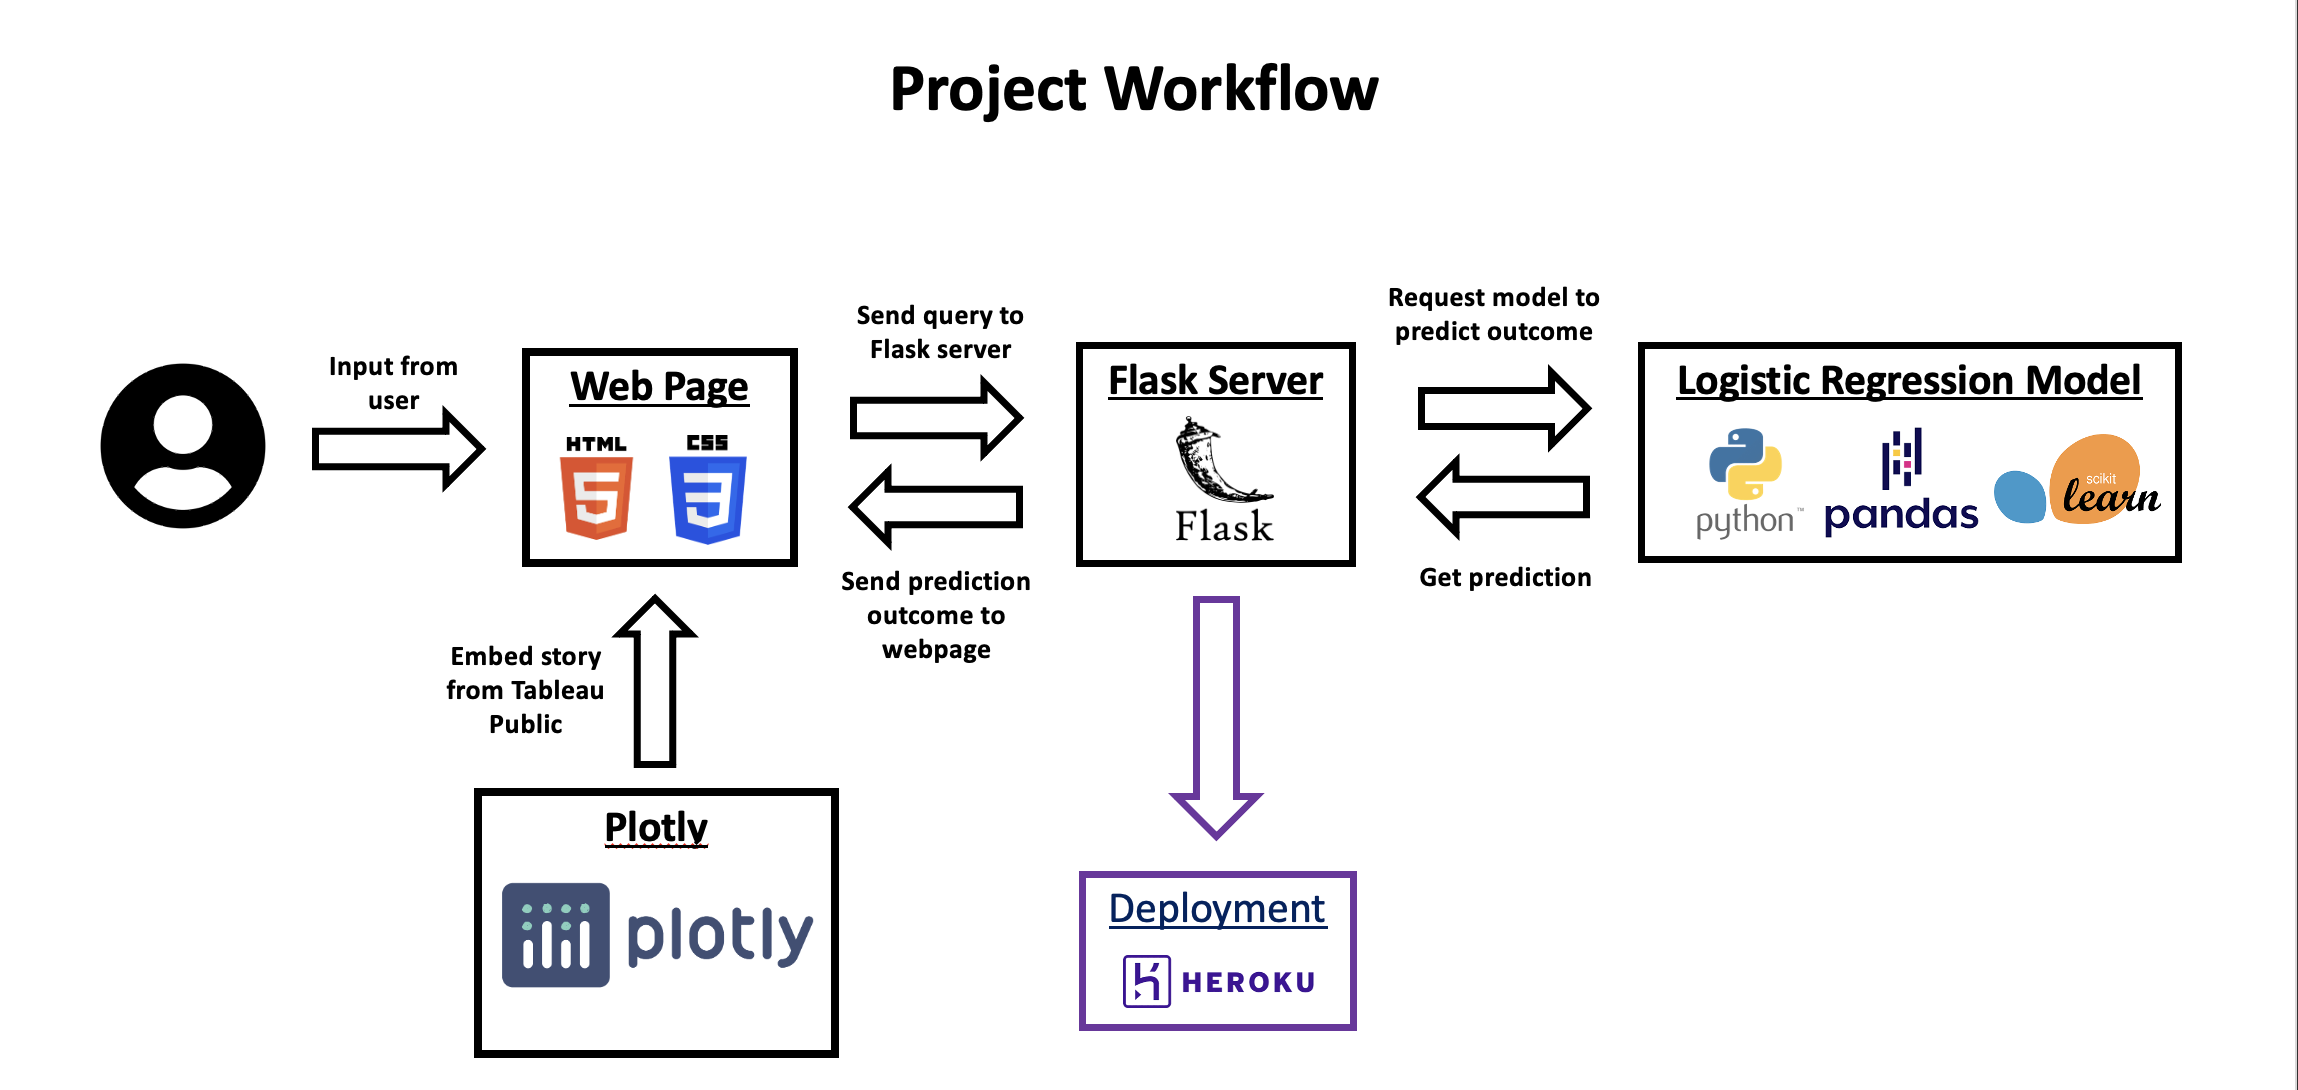 Project Workflow
Input from
user
Web Page
HTML
CSS
Send query to
Flask server
Send prediction
outcome to
webpage
Flask Server
Flask
Request model to
predict outcome
Get prediction
Logistic Regression Model
python™
pandas
scikit
learn
Embed story
from Tableau
Public
Plotly
plotly
Deployment
HEROKU